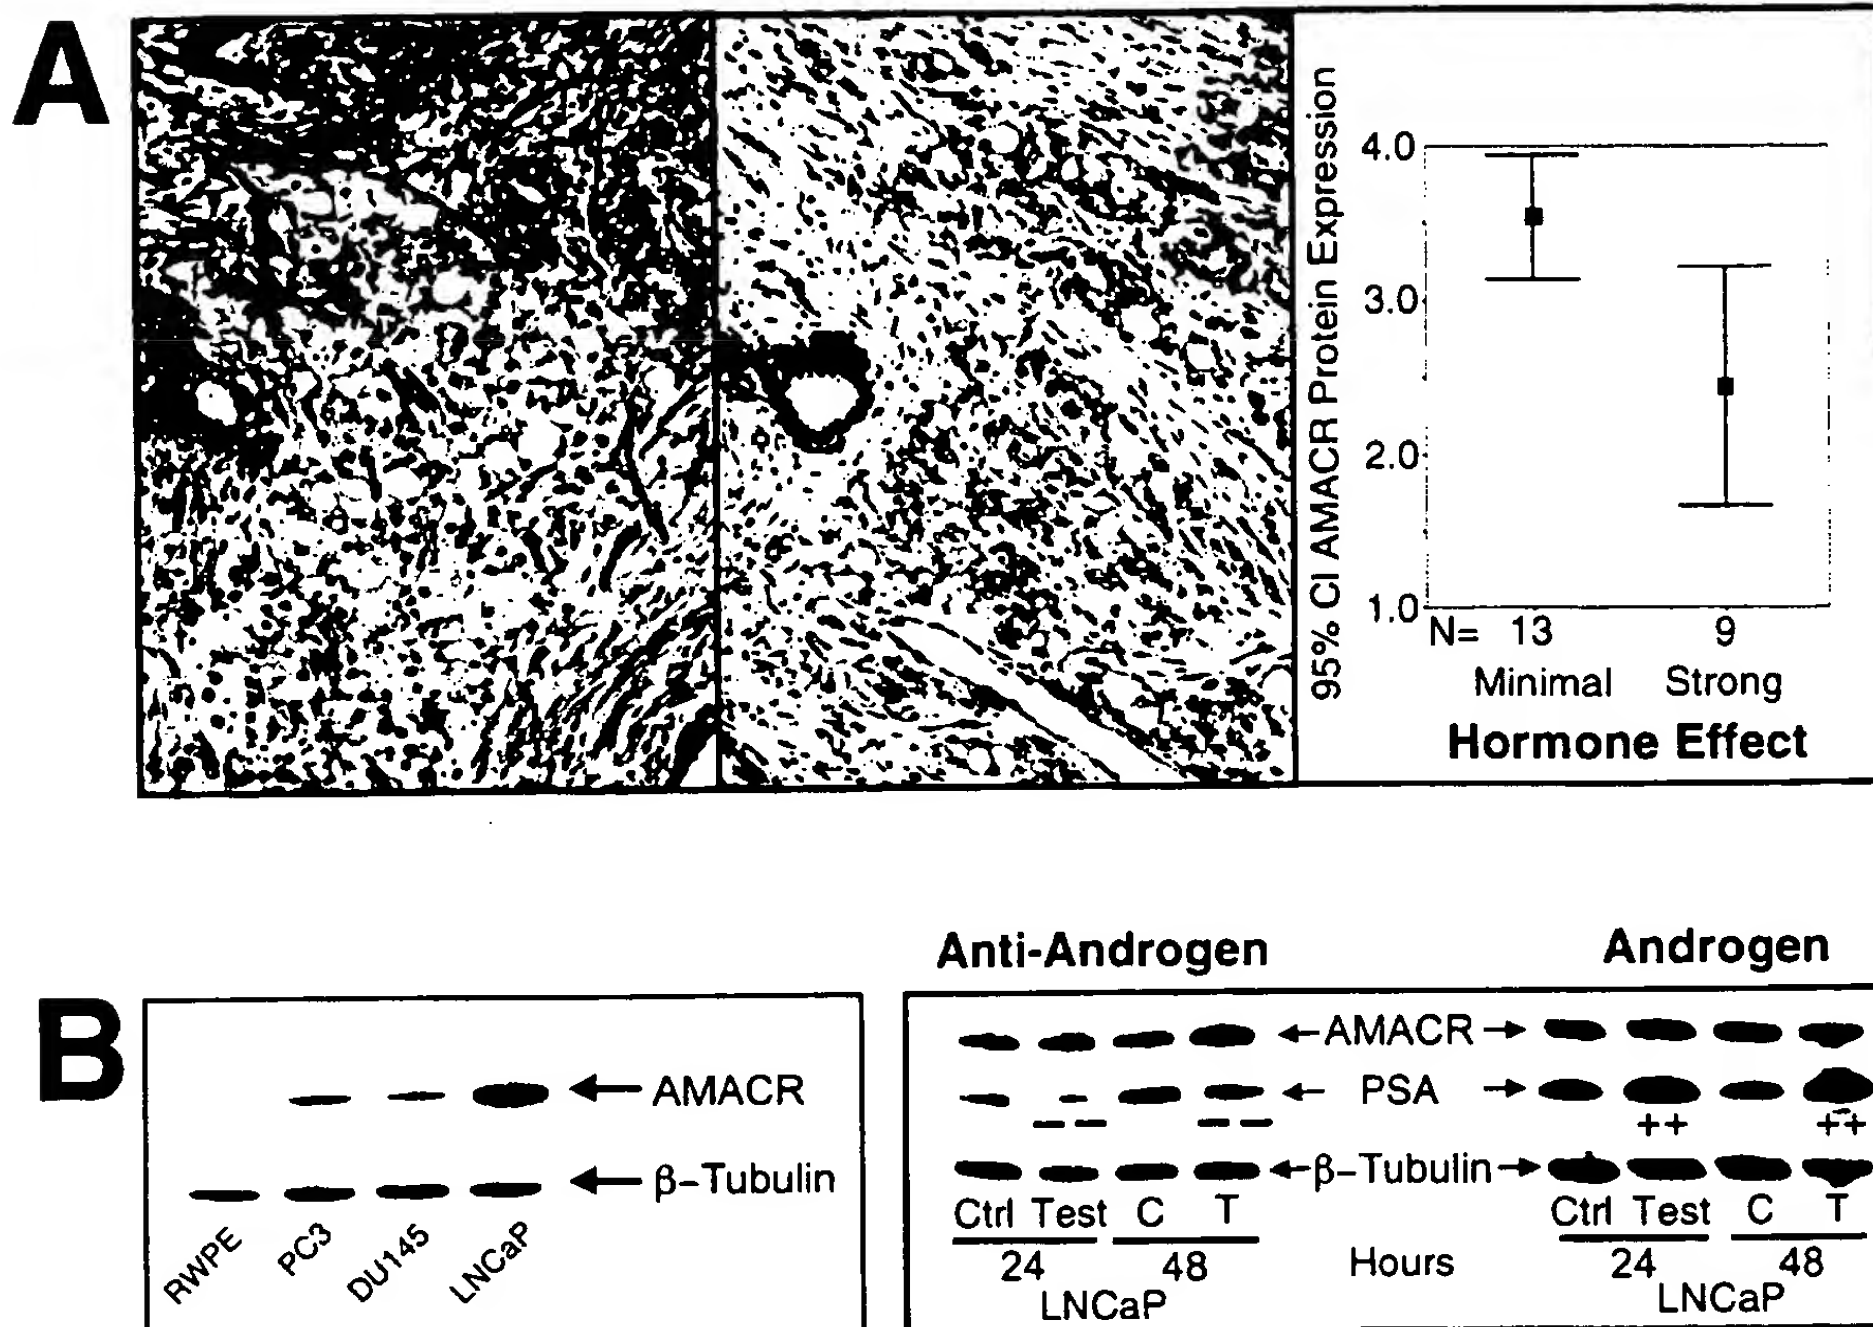 A
95% CI AMACR Protein Expression
4.0
3.0
2.0
1.0
N= 13 9
Minimal Strong
Hormone Effect
B
AMACR
β-Tubulin
RWPE PC3 DU145 LNCaP
Anti-Androgen Androgen
AMACR
PSA
-- -- ++ ++
β-Tubulin
Ctrl Test C T Ctrl Test C T
24 48 Hours 24 48
LNCaP LNCaP